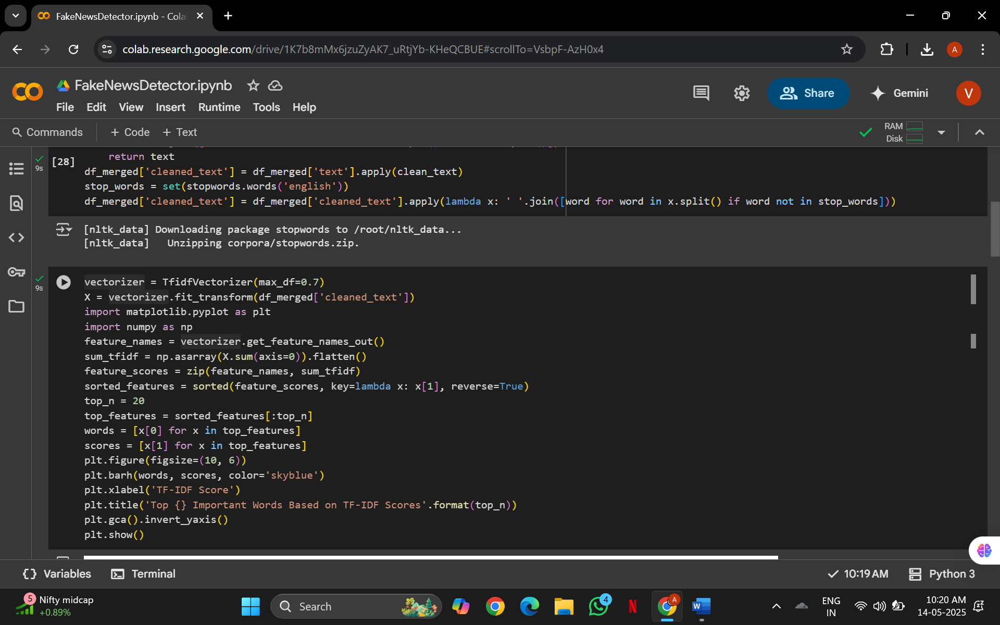 FakeNewsDetector.ipynb - Cola
colab.research.google.com/drive/1K7b8mMx6jzuZyAK7_uRtjYb-KHeQCBUE#scrollTo=VsbpF-AzH0x4
A
FakeNewsDetector.ipynb
Share
Gemini
V
File Edit View Insert Runtime Tools Help
Commands
+ Code + Text
RAM
Disk
9s
[28]
return text
df_merged['cleaned_text'] = df_merged['text'].apply(clean_text)
stop_words = set(stopwords.words('english'))
df_merged['cleaned_text'] = df_merged['cleaned_text'].apply(lambda x: ' '.join([word for word in x.split() if word not in stop_words]))
[nltk_data] Downloading package stopwords to /root/nltk_data...
[nltk_data]   Unzipping corpora/stopwords.zip.
9s
vectorizer = TfidfVectorizer(max_df=0.7)
X = vectorizer.fit_transform(df_merged['cleaned_text'])
import matplotlib.pyplot as plt
import numpy as np
feature_names = vectorizer.get_feature_names_out()
sum_tfidf = np.asarray(X.sum(axis=0)).flatten()
feature_scores = zip(feature_names, sum_tfidf)
sorted_features = sorted(feature_scores, key=lambda x: x[1], reverse=True)
top_n = 20
top_features = sorted_features[:top_n]
words = [x[0] for x in top_features]
scores = [x[1] for x in top_features]
plt.figure(figsize=(10, 6))
plt.barh(words, scores, color='skyblue')
plt.xlabel('TF-IDF Score')
plt.title('Top {} Important Words Based on TF-IDF Scores'.format(top_n))
plt.gca().invert_yaxis()
plt.show()
{} Variables
Terminal
10:19 AM
Python 3
5
Nifty midcap
+0.89%
Search
4
N
A
W
ENG
IN
10:20 AM
14-05-2025